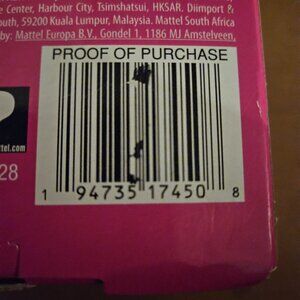 e Center, Harbour City, Tsimshatsui, HKSAR. Diimport &
outh, 59200 Kuala Lumpur, Malaysia. Mattel South Africa
by: Mattel Europa B.V., Gondel 1, 1186 MJ Amstelveen,
PROOF OF PURCHASE
ttel.com
28
1 94735 17450 8